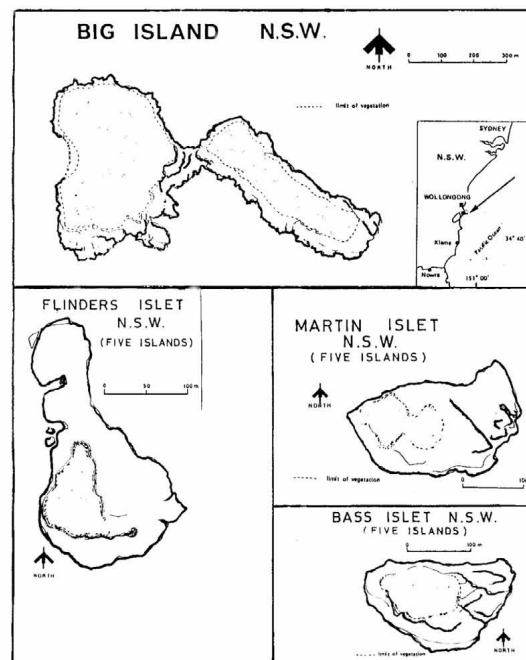 BIG ISLAND N.S.W.
NORTH
0 100 200 300 m
limit of vegetation
SYDNEY
N.S.W.
WOLLONGONG
Kiama
Pacific Ocean
34° 40'
Nowra
151° 00'
FLINDERS ISLET
N.S.W.
(FIVE ISLANDS)
0 50 100 m
NORTH
MARTIN ISLET
N.S.W.
(FIVE ISLANDS)
NORTH
limit of vegetation
0 100
BASS ISLET N.S.W.
(FIVE ISLANDS)
0 100 m
limit of vegetation
NORTH